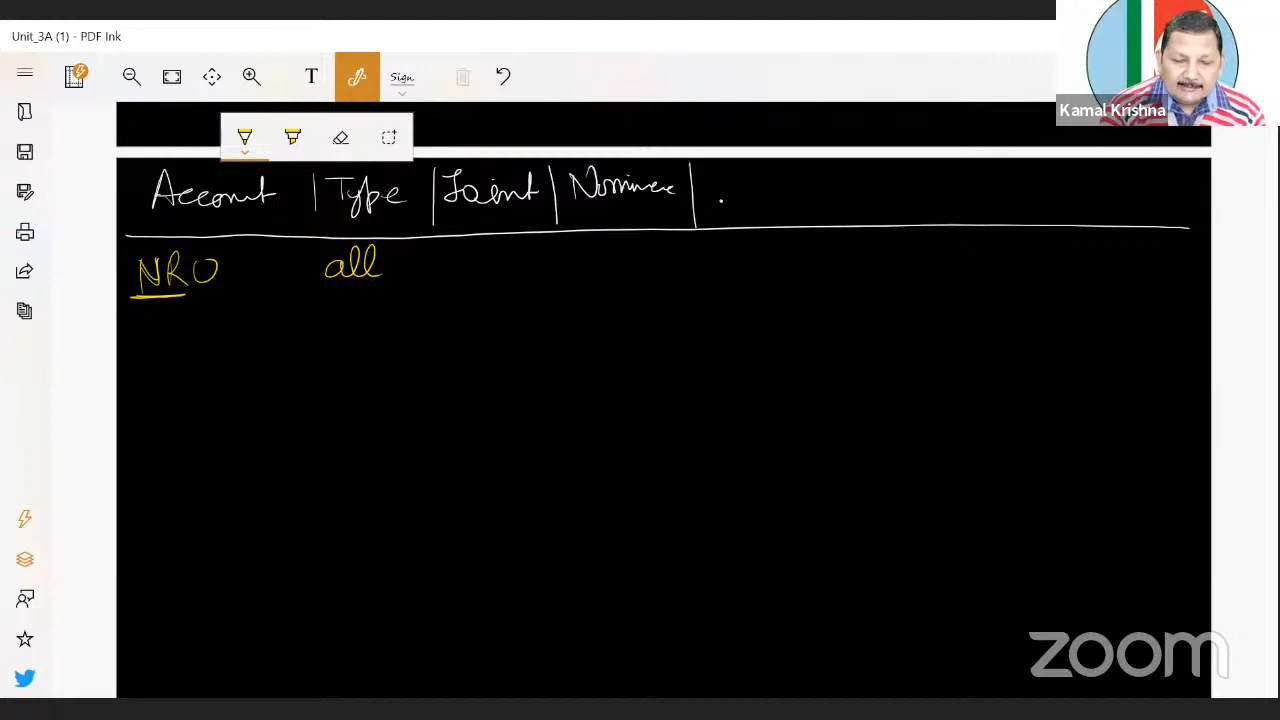 Unit_3A (1) - PDF Ink
T
Sign
Kamal Krishna
Account | Type | Joint | Nominee | .
NRO all
zoom